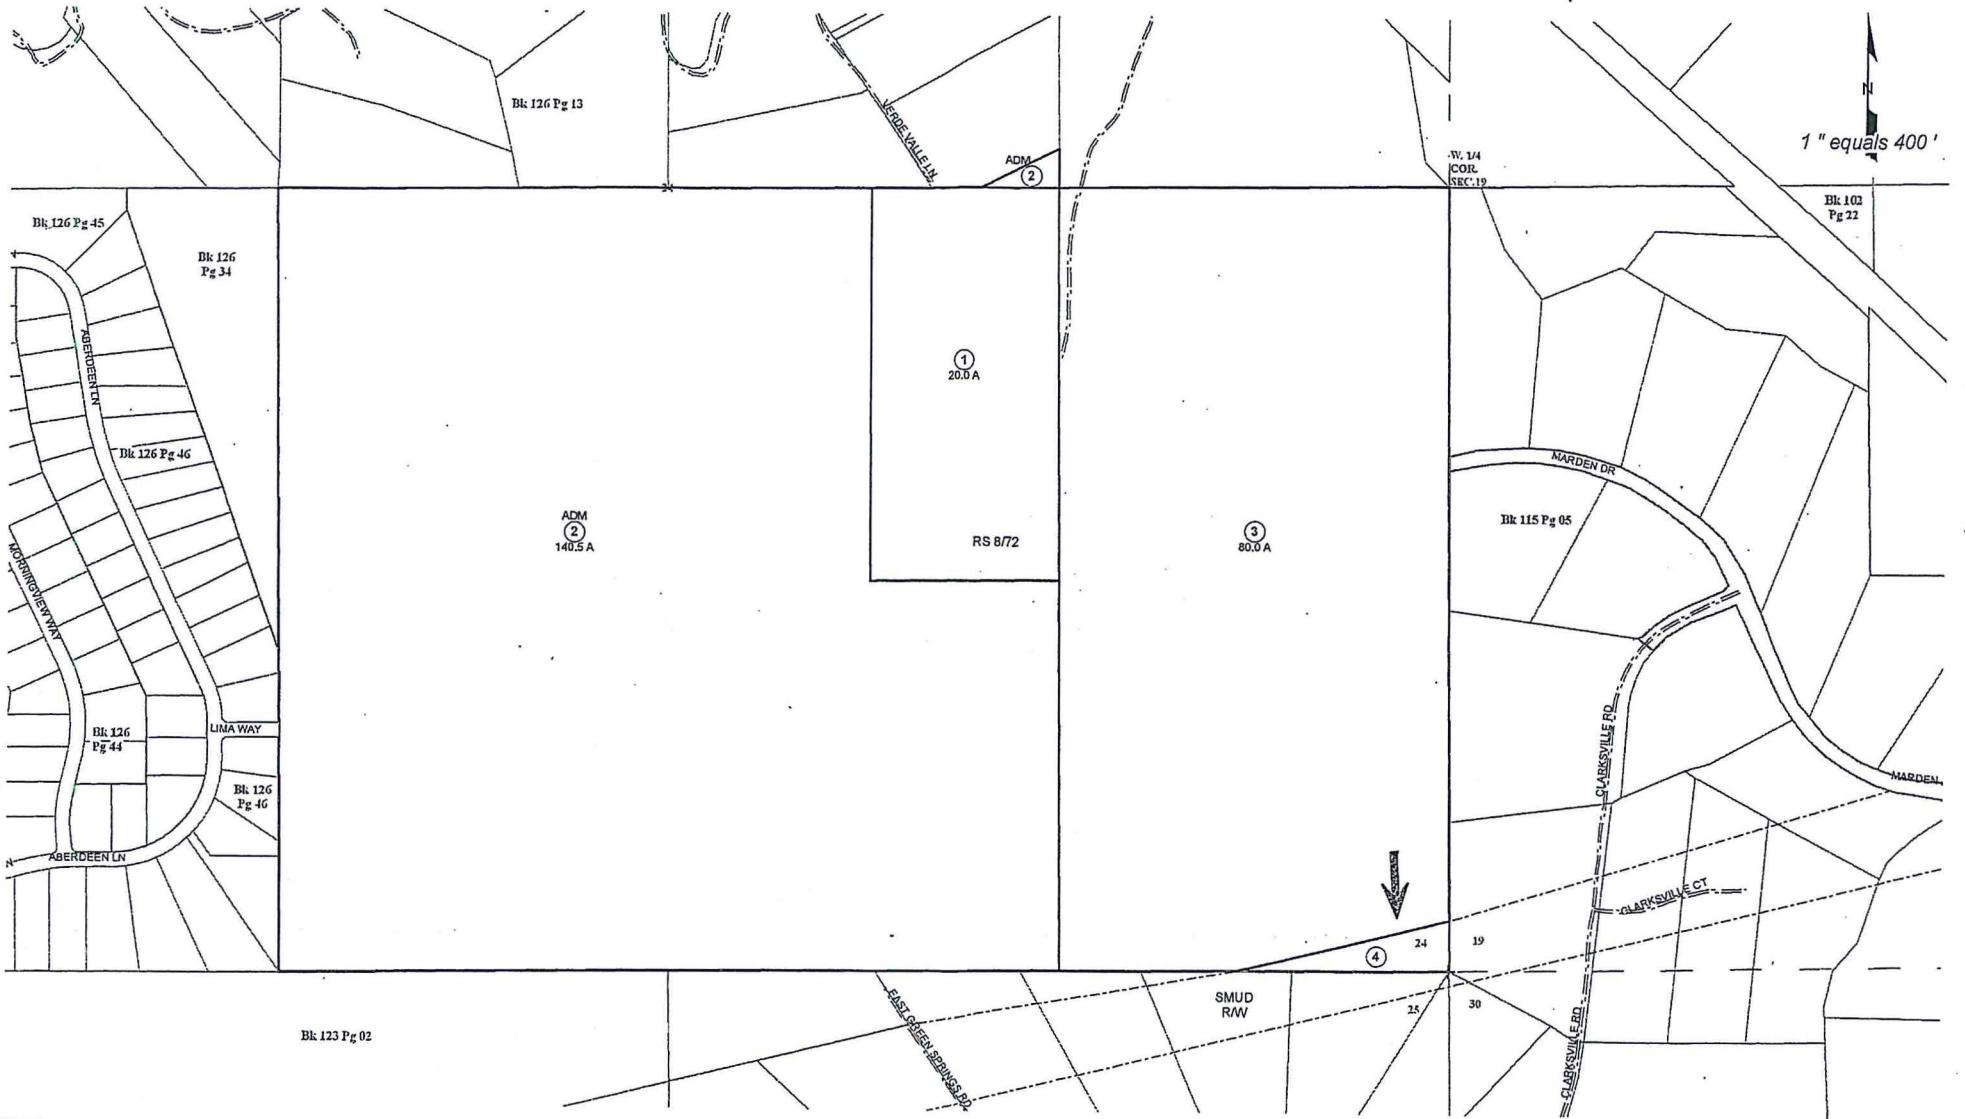 Bk 126 Pg 13
VERDE VALLE LN
ADM
2
N
1 " equals 400 '
W. 1/4
COR.
SEC.19
Bk 102
Pg 22
Bk 126 Pg 45
Bk 126
Pg 34
ABERDEEN LN
1
20.0 A
Bk 126 Pg 46
MARDEN DR
ADM
2
140.5 A
RS 8/72
3
80.0 A
Bk 115 Pg 05
MORNINGVIEW WAY
LIMA WAY
Bk 126
Pg 44
CLARKSVILLE RD
Bk 126
Pg 46
MARDEN
ABERDEEN LN
N
CLARKSVILLE CT
24
19
4
SMUD
R/W
25
30
EAST GREEN SPRINGS RD
Bk 123 Pg 02
CLARKSVILLE RD